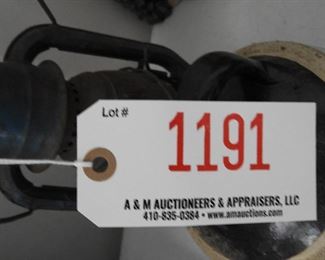 Lot #
1191
A & M AUCTIONEERS & APPRAISERS, LLC
410-835-0384 • www.amauctions.com